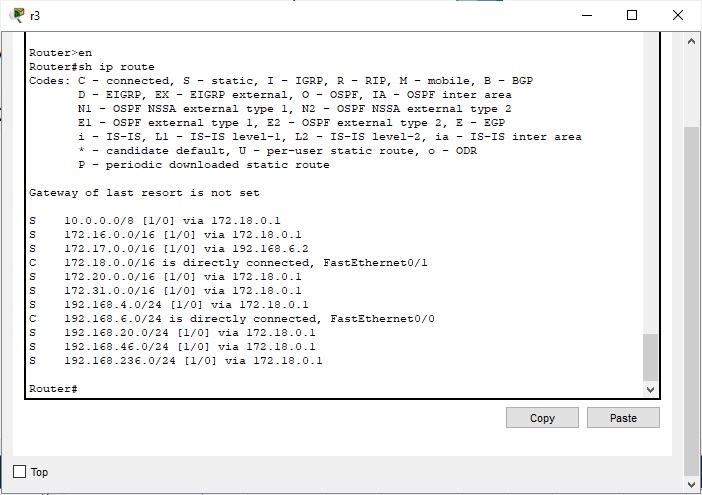 r3
Router>en
Router#sh ip route
Codes: C - connected, S - static, I - IGRP, R - RIP, M - mobile, B - BGP
D - EIGRP, EX - EIGRP external, O - OSPF, IA - OSPF inter area
N1 - OSPF NSSA external type 1, N2 - OSPF NSSA external type 2
E1 - OSPF external type 1, E2 - OSPF external type 2, E - EGP
i - IS-IS, L1 - IS-IS level-1, L2 - IS-IS level-2, ia - IS-IS inter area
* - candidate default, U - per-user static route, o - ODR
P - periodic downloaded static route
Gateway of last resort is not set
S 10.0.0.0/8 [1/0] via 172.18.0.1
S 172.16.0.0/16 [1/0] via 172.18.0.1
S 172.17.0.0/16 [1/0] via 192.168.6.2
C 172.18.0.0/16 is directly connected, FastEthernet0/1
S 172.20.0.0/16 [1/0] via 172.18.0.1
S 172.31.0.0/16 [1/0] via 172.18.0.1
S 192.168.4.0/24 [1/0] via 172.18.0.1
C 192.168.6.0/24 is directly connected, FastEthernet0/0
S 192.168.20.0/24 [1/0] via 172.18.0.1
S 192.168.46.0/24 [1/0] via 172.18.0.1
S 192.168.236.0/24 [1/0] via 172.18.0.1
Router#
Copy Paste
Top